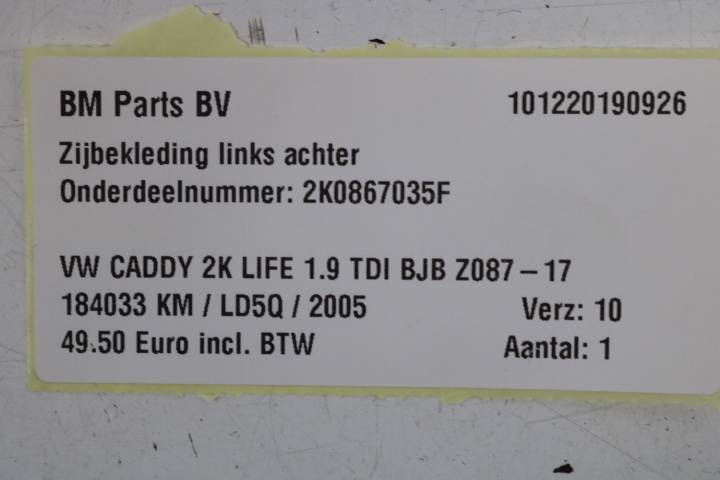 BM Parts BV 101220190926
Zijbekleding links achter
Onderdeelnummer: 2K0867035F
VW CADDY 2K LIFE 1.9 TDI BJB Z087 – 17
184033 KM / LD5Q / 2005 Verz: 10
49.50 Euro incl. BTW Aantal: 1